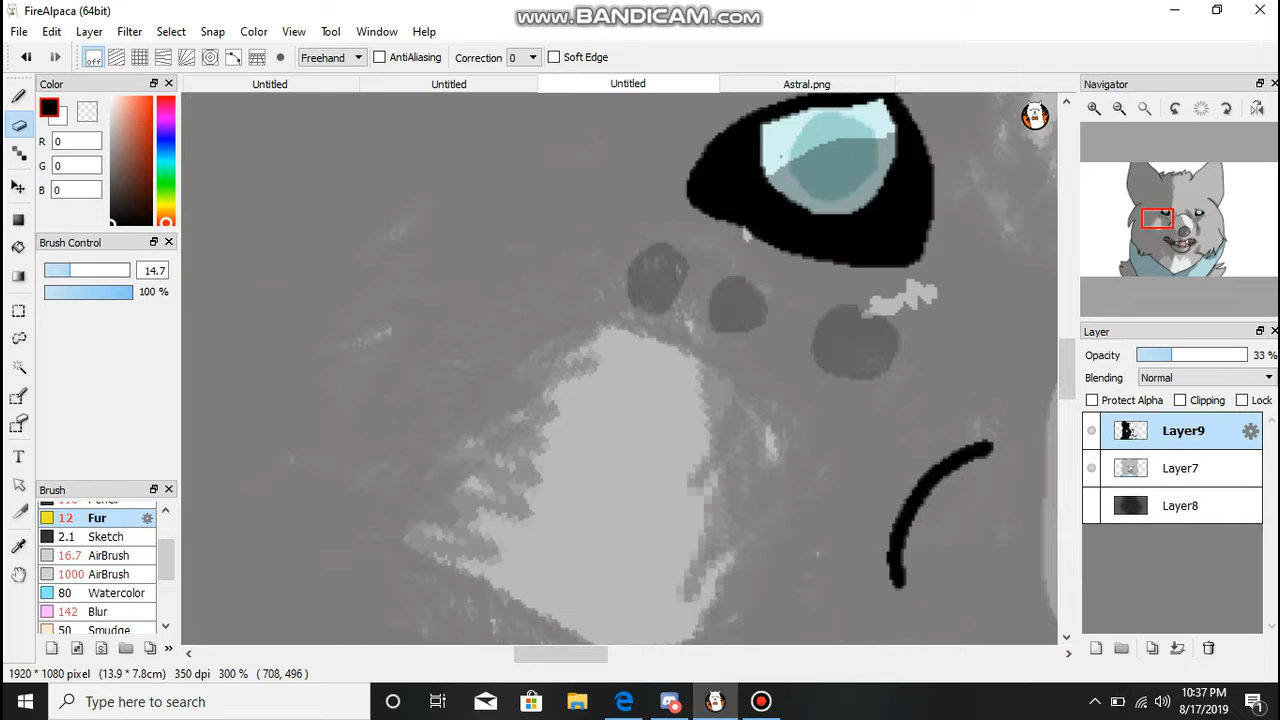 FireAlpaca (64bit)
www.BANDICAM.com
File Edit Layer Filter Select Snap Color View Tool Window Help
off Freehand AntiAliasing Correction 0 Soft Edge
Color Untitled Untitled Untitled Astral.png Navigator
R 0
G 0
B 0
Brush Control
14.7
100 %
Layer
Opacity 33 %
Blending Normal
Protect Alpha Clipping Lock
Layer9
Layer7
Layer8
Brush
12 Fur
2.1 Sketch
16.7 AirBrush
1000 AirBrush
80 Watercolor
142 Blur
50 Smudge
1920 * 1080 pixel (13.9 * 7.8cm) 350 dpi 300 % ( 708, 496 )
Type here to search
10:37 PM
8/17/2019
1